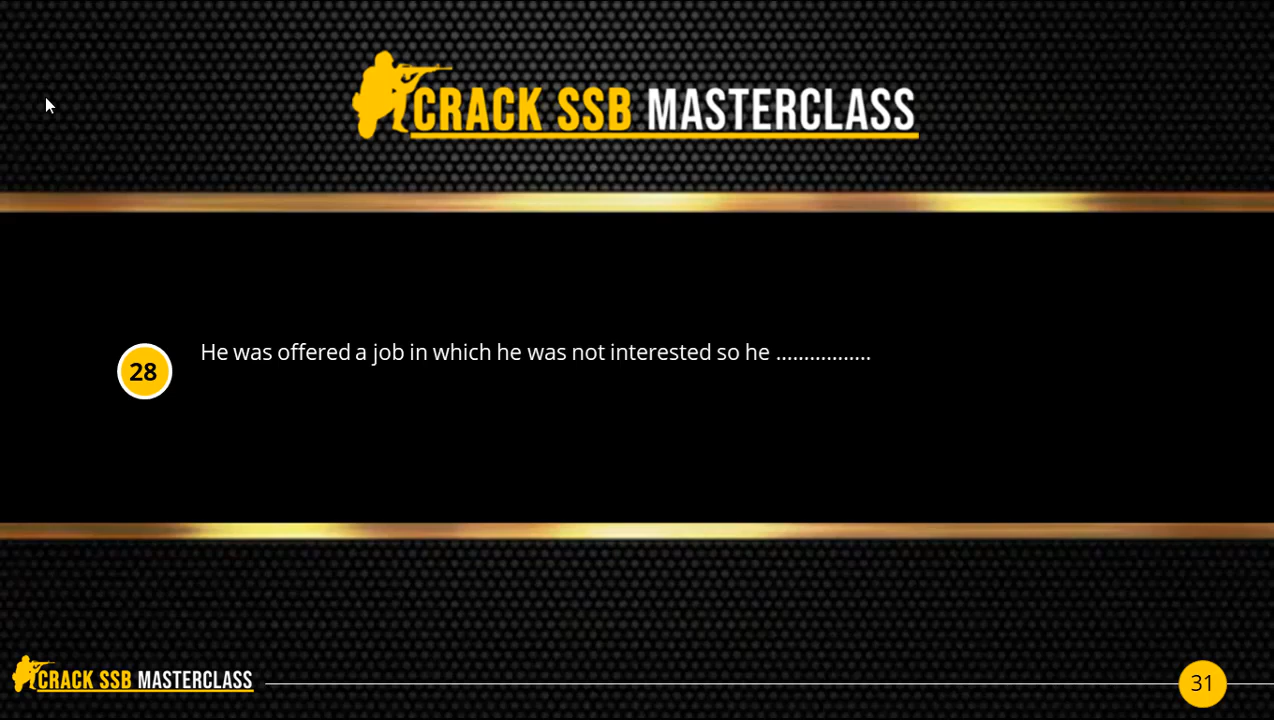 CRACK SSB MASTERCLASS
28
He was offered a job in which he was not interested so he .................
CRACK SSB MASTERCLASS
31